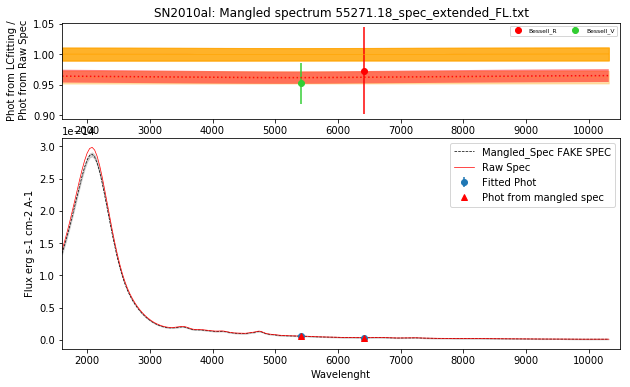 SN2010al: Mangled spectrum 55271.18_spec_extended_FL.txt
Phot from LCfitting /
Phot from Raw Spec
1.05
1.00
0.95
0.90
Bessell_R
Bessell_V
2000 3000 4000 5000 6000 7000 8000 9000 10000
1e−14
Flux erg s-1 cm-2 A-1
3.0
2.5
2.0
1.5
1.0
0.5
0.0
Mangled_Spec FAKE SPEC
Raw Spec
Fitted Phot
Phot from mangled spec
2000 3000 4000 5000 6000 7000 8000 9000 10000
Wavelenght